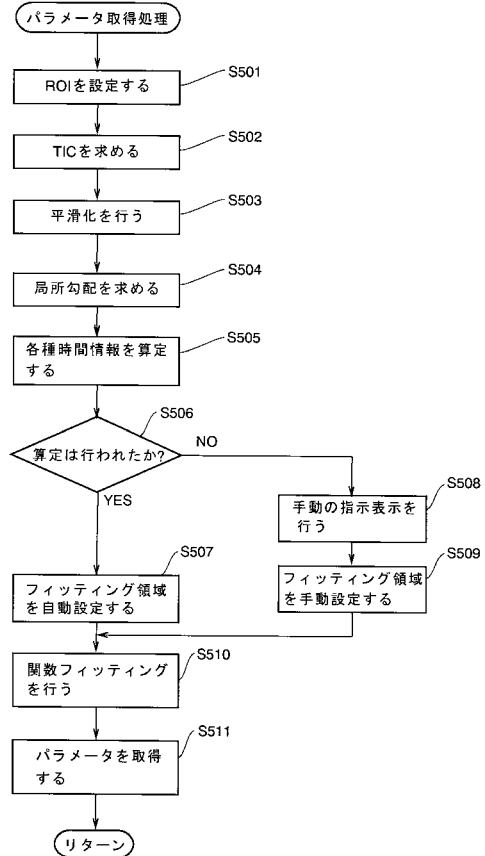 パラメータ取得処理
S501
ROIを設定する
S502
TICを求める
S503
平滑化を行う
S504
局所勾配を求める
S505
各種時間情報を算定
する
S506
算定は行われたか?
NO
YES
S508
手動の指示表示を
行う
S507
フィッティング領域
を自動設定する
S509
フィッティング領域
を手動設定する
S510
関数フィッティング
を行う
S511
パラメータを取得
する
リターン